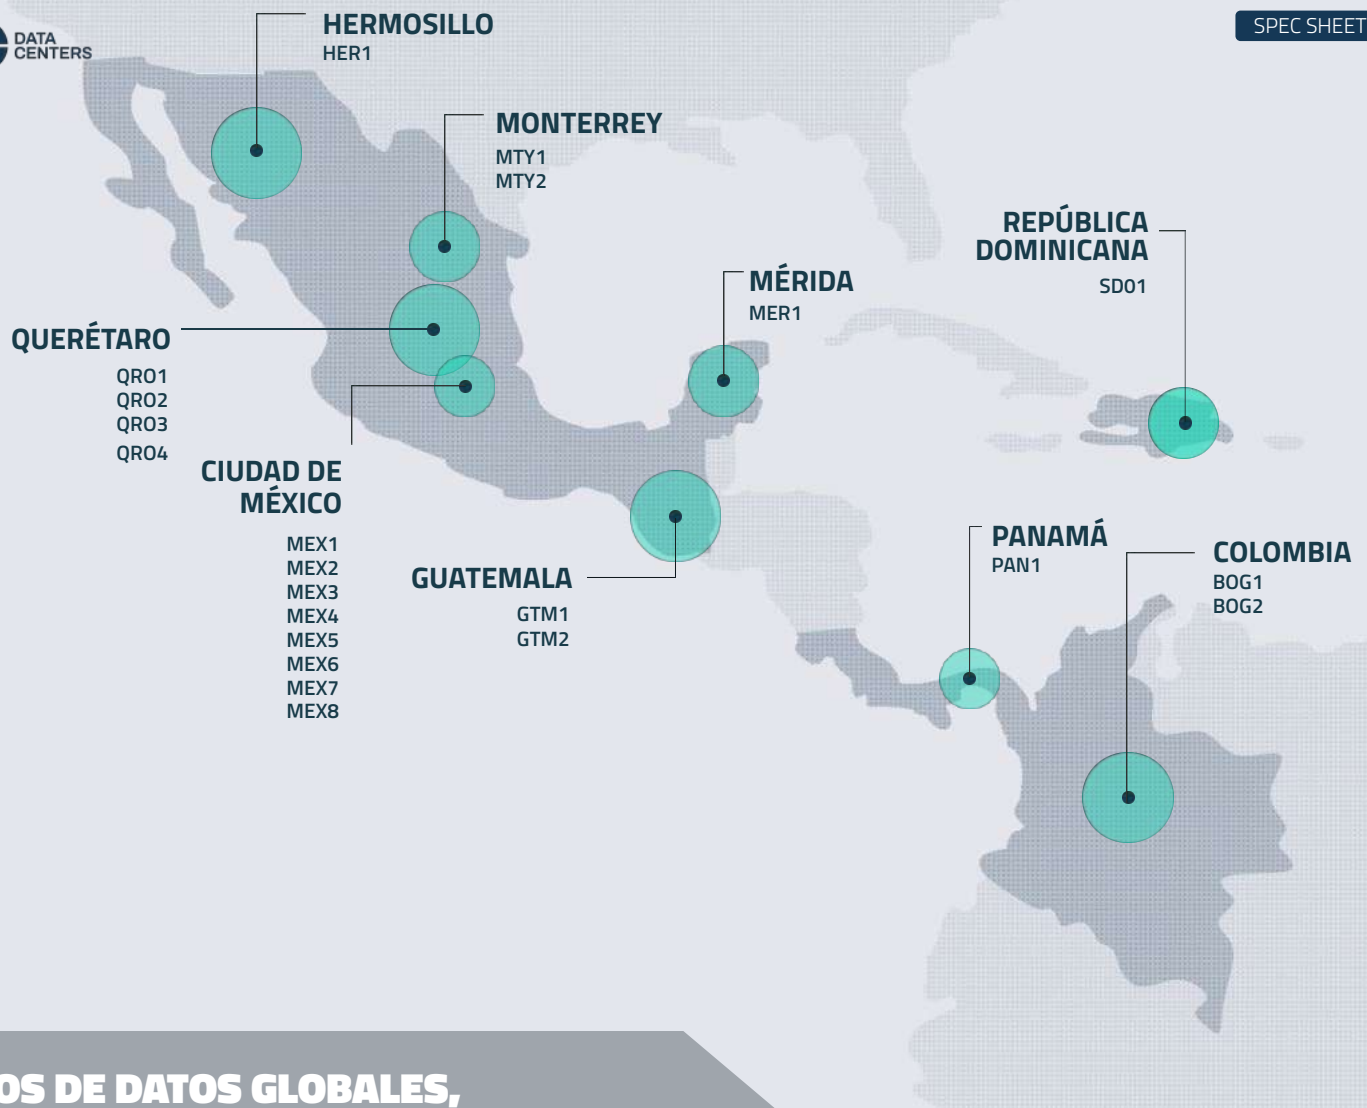 DATA
CENTERS
SPEC SHEET
HERMOSILLO
HER1
MONTERREY
MTY1
MTY2
REPÚBLICA
DOMINICANA
SD01
MÉRIDA
MER1
QUERÉTARO
QRO1
QRO2
QRO3
QRO4
CIUDAD DE
MÉXICO
MEX1
MEX2
MEX3
MEX4
MEX5
MEX6
MEX7
MEX8
GUATEMALA
GTM1
GTM2
PANAMÁ
PAN1
COLOMBIA
BOG1
BOG2
OS DE DATOS GLOBALES,